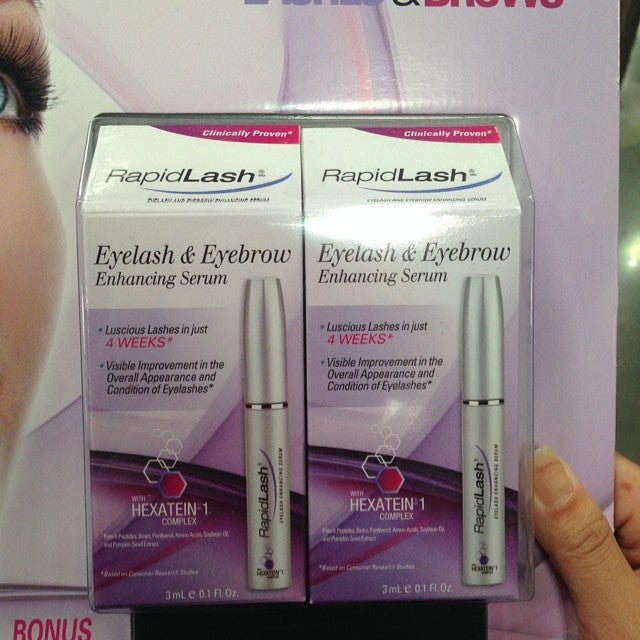 LASHES & BROWS
Clinically Proven*
RapidLash®
EYELASH AND EYEBROW ENHANCING SERUM
Eyelash & Eyebrow
Enhancing Serum
• Luscious Lashes in just
4 WEEKS*
• Visible Improvement in the
Overall Appearance and
Condition of Eyelashes*
WITH
HEXATEIN™1
COMPLEX
Potent Peptides, Biotin, Panthenol, Amino Acids, Soybean Oil,
and Pumpkin Seed Extract
*Based on Consumer Research Studies
3 mL e 0.1 Fl. Oz.
RapidLash®
EYELASH ENHANCING SERUM
HEXATEIN™1
Clinically Proven*
RapidLash®
EYELASH AND EYEBROW ENHANCING SERUM
Eyelash & Eyebrow
Enhancing Serum
• Luscious Lashes in just
4 WEEKS*
• Visible Improvement in the
Overall Appearance and
Condition of Eyelashes*
WITH
HEXATEIN™1
COMPLEX
Potent Peptides, Biotin, Panthenol, Amino Acids, Soybean Oil,
and Pumpkin Seed Extract
*Based on Consumer Research Studies
3 mL e 0.1 Fl. Oz.
RapidLash®
EYELASH ENHANCING SERUM
HEXATEIN™1
BONUS